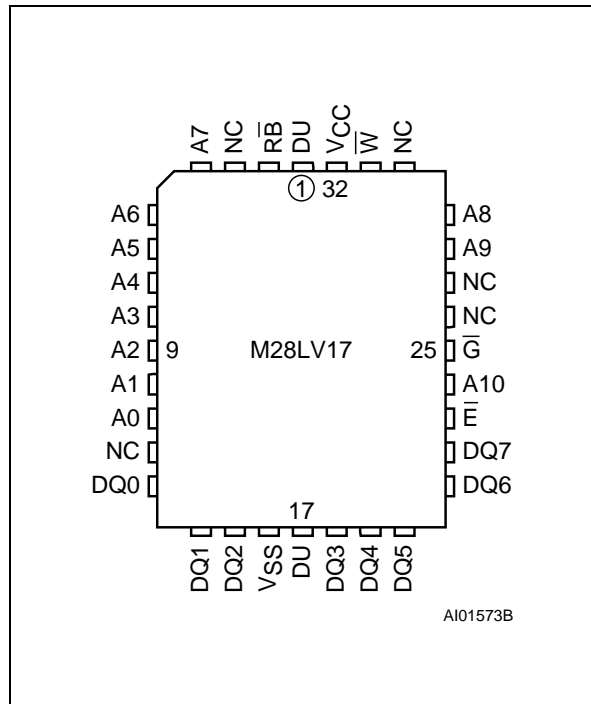 A7 NC R̅B̅ DU VCC W̅ NC
1 32
A6 A8
A5 A9
A4 NC
A3 NC
A2 9 M28LV17 25 G̅
A1 A10
A0 E̅
NC DQ7
DQ0 DQ6
17
DQ1 DQ2 VSS DU DQ3 DQ4 DQ5
AI01573B